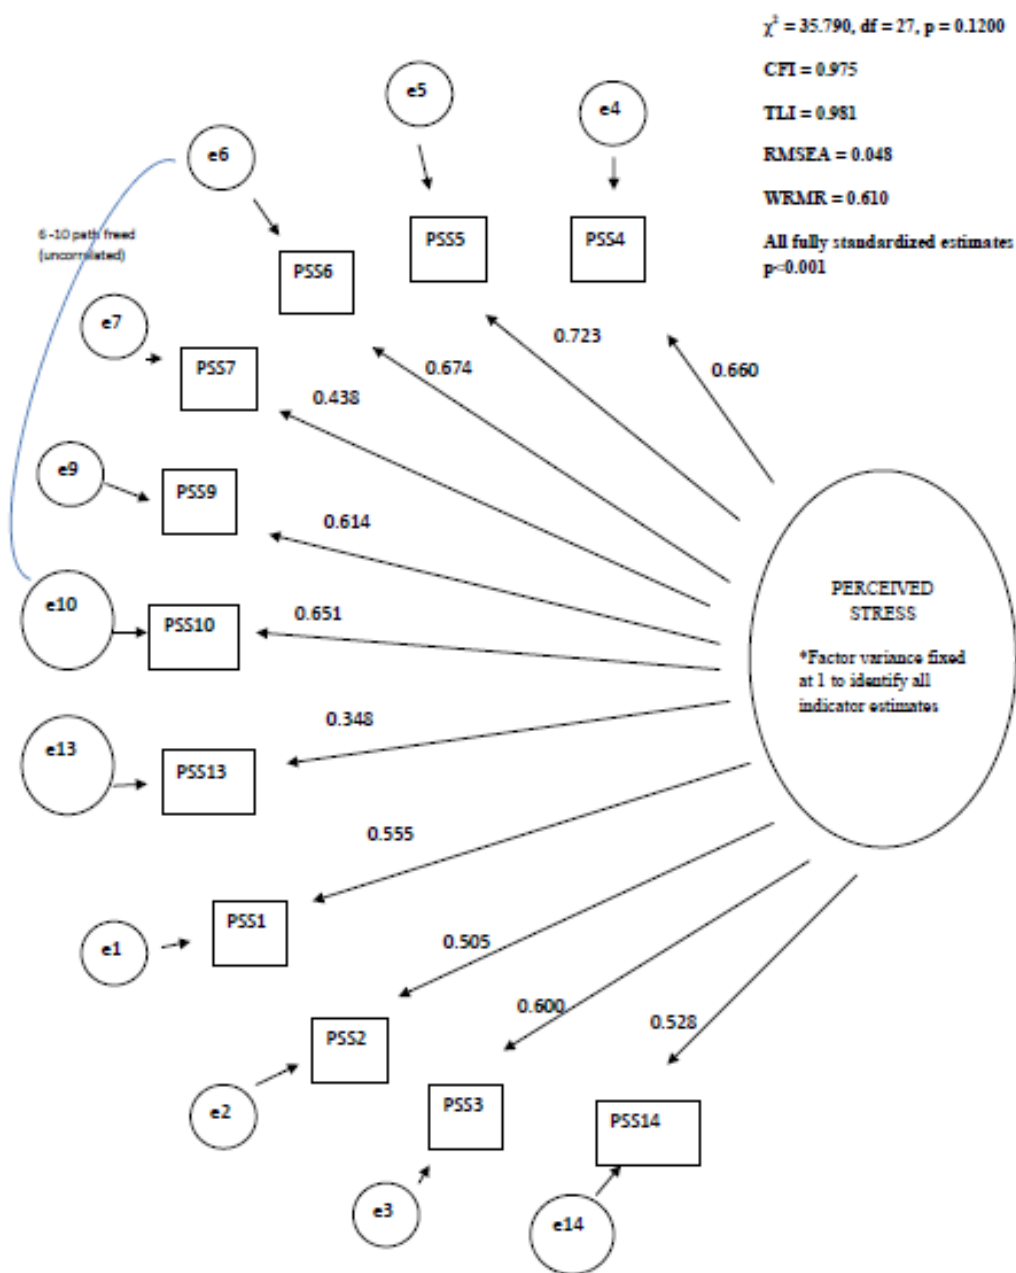 χ² = 35.790, df = 27, p = 0.1200
CFI = 0.975
TLI = 0.981
RMSEA = 0.048
WRMR = 0.610
All fully standardized estimates
p<0.001
e5
e4
e6
6 -10 path freed
(uncorrelated)
PSS5
PSS4
PSS6
e7
PSS7
0.723
0.674
0.660
0.438
e9
PSS9
0.614
e10
PSS10
0.651
PERCEIVED
STRESS
*Factor variance fixed
at 1 to identify all
indicator estimates
0.348
e13
PSS13
0.555
PSS1
e1
0.505
0.600
0.528
PSS2
e2
PSS3
PSS14
e3
e14